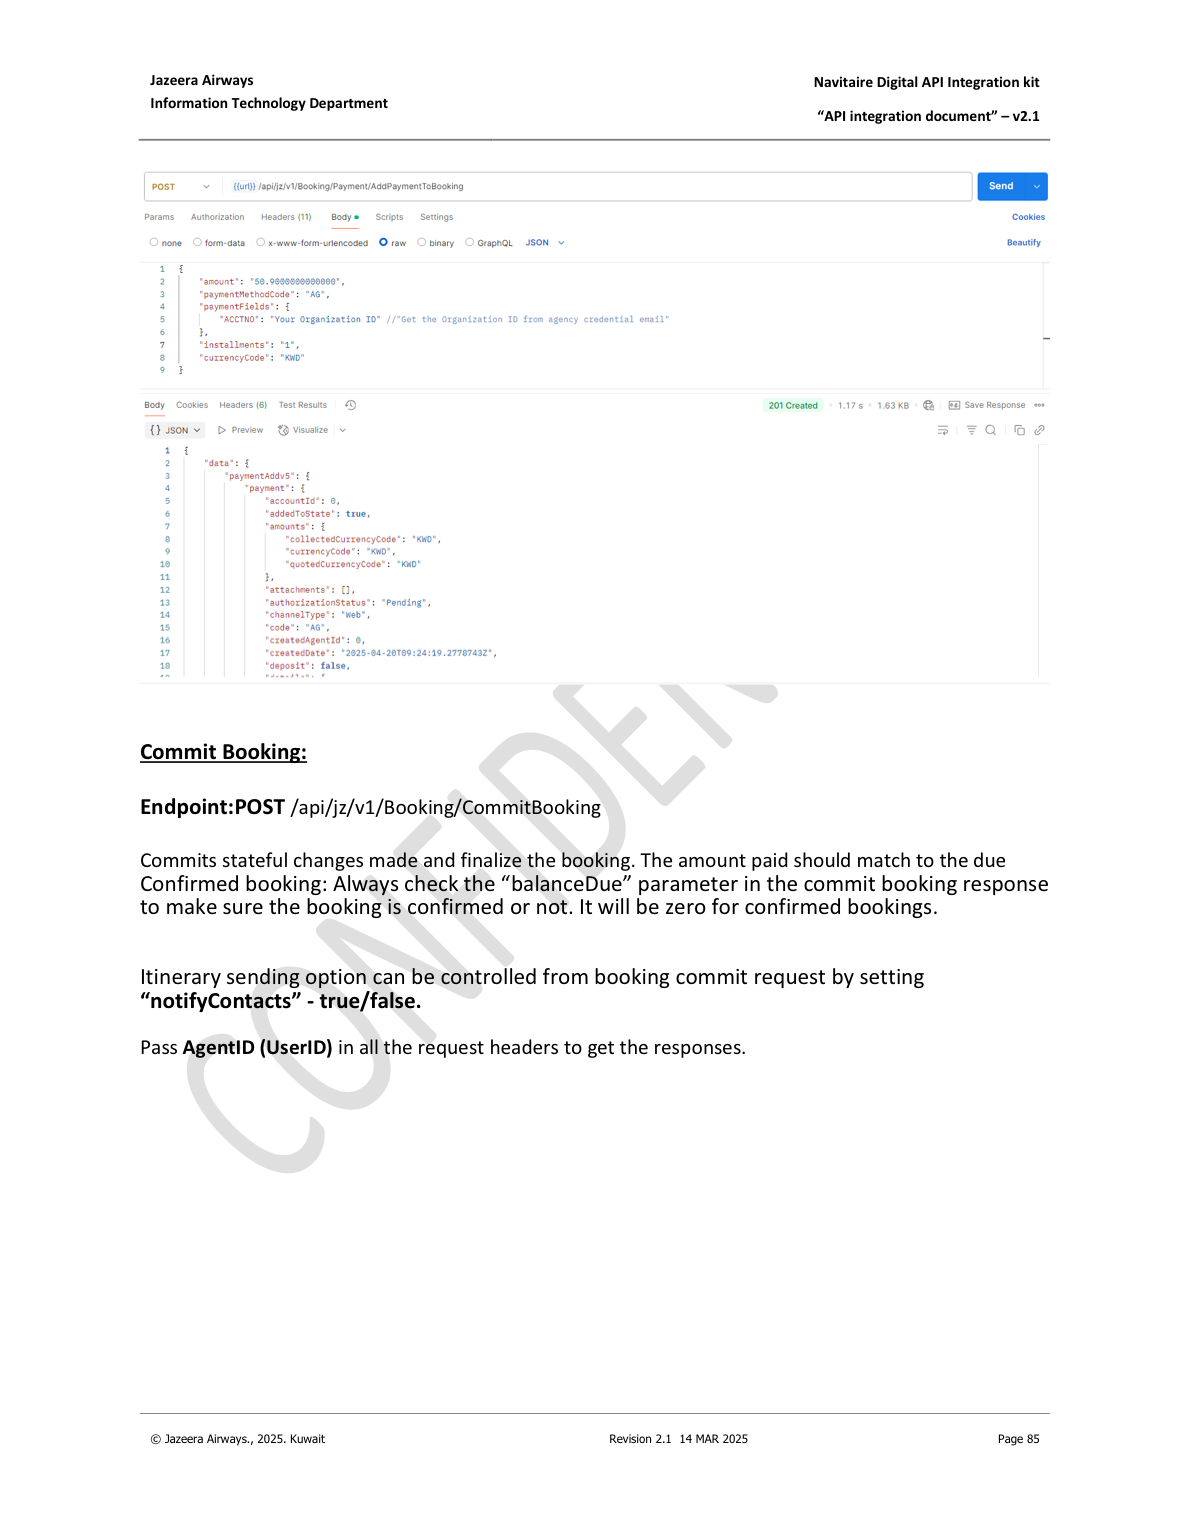 Jazeera Airways
Information Technology Department
Navitaire Digital API Integration kit
“API integration document” – v2.1
POST {{url}} /api/jz/v1/Booking/Payment/AddPaymentToBooking Send
Params Authorization Headers (11) Body Scripts Settings Cookies
none form-data x-www-form-urlencoded raw binary GraphQL JSON Beautify
1 {
2 "amount": "50.9000000000000",
3 "paymentMethodCode": "AG",
4 "paymentFields": {
5 "ACCTNO": "Your Organization ID" //"Get the Organization ID from agency credential email"
6 },
7 "installments": "1",
8 "currencyCode": "KWD"
9 }
Body Cookies Headers (6) Test Results 201 Created 1.17 s 1.63 KB Save Response
{} JSON Preview Visualize
1 {
2 "data": {
3 "paymentAddv5": {
4 "payment": {
5 "accountId": 0,
6 "addedToState": true,
7 "amounts": {
8 "collectedCurrencyCode": "KWD",
9 "currencyCode": "KWD",
10 "quotedCurrencyCode": "KWD"
11 },
12 "attachments": [],
13 "authorizationStatus": "Pending",
14 "channelType": "Web",
15 "code": "AG",
16 "createdAgentId": 0,
17 "createdDate": "2025-04-20T09:24:19.2778743Z",
18 "deposit": false,
Commit Booking:
Endpoint:POST /api/jz/v1/Booking/CommitBooking
Commits stateful changes made and finalize the booking. The amount paid should match to the due
Confirmed booking: Always check the “balanceDue” parameter in the commit booking response
to make sure the booking is confirmed or not. It will be zero for confirmed bookings.
Itinerary sending option can be controlled from booking commit request by setting
“notifyContacts” - true/false.
Pass AgentID (UserID) in all the request headers to get the responses.
CONFIDEN
© Jazeera Airways., 2025. Kuwait Revision 2.1 14 MAR 2025 Page 85